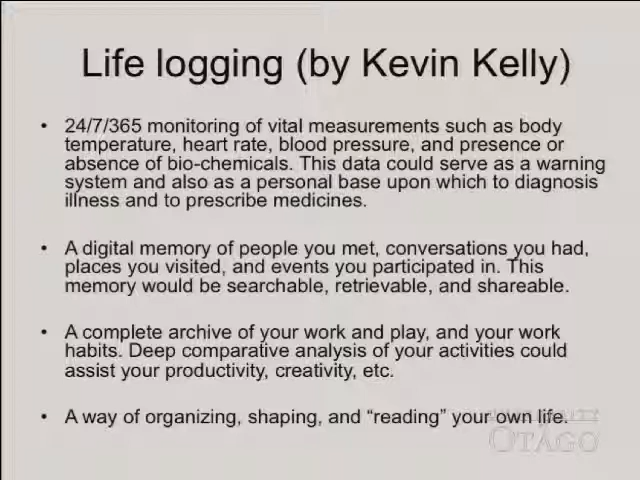 Life logging (by Kevin Kelly)
• 24/7/365 monitoring of vital measurements such as body
temperature, heart rate, blood pressure, and presence or
absence of bio-chemicals. This data could serve as a warning
system and also as a personal base upon which to diagnosis
illness and to prescribe medicines.
• A digital memory of people you met, conversations you had,
places you visited, and events you participated in. This
memory would be searchable, retrievable, and shareable.
• A complete archive of your work and play, and your work
habits. Deep comparative analysis of your activities could
assist your productivity, creativity, etc.
• A way of organizing, shaping, and “reading” your own life.
UNIVERSITY
OTAGO